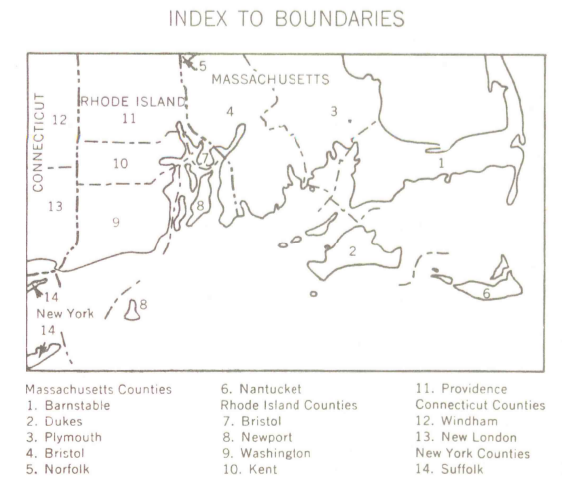 INDEX TO BOUNDARIES
5
MASSACHUSETTS
RHODE ISLAND
CONNECTICUT
12
11
4
3
10
7
1
13
9
8
2
14
New York
14
8
6
Massachusetts Counties
1. Barnstable
2. Dukes
3. Plymouth
4. Bristol
5. Norfolk
6. Nantucket
Rhode Island Counties
7. Bristol
8. Newport
9. Washington
10. Kent
11. Providence
Connecticut Counties
12. Windham
13. New London
New York Counties
14. Suffolk